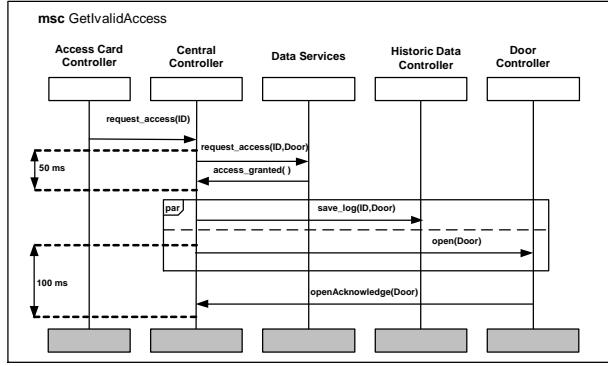 msc GetIvalidAccess
Access Card
Controller
Central
Controller
Data Services
Historic Data
Controller
Door
Controller
request_access(ID)
request_access(ID,Door)
50 ms
access_granted( )
par
save_log(ID,Door)
open(Door)
100 ms
openAcknowledge(Door)